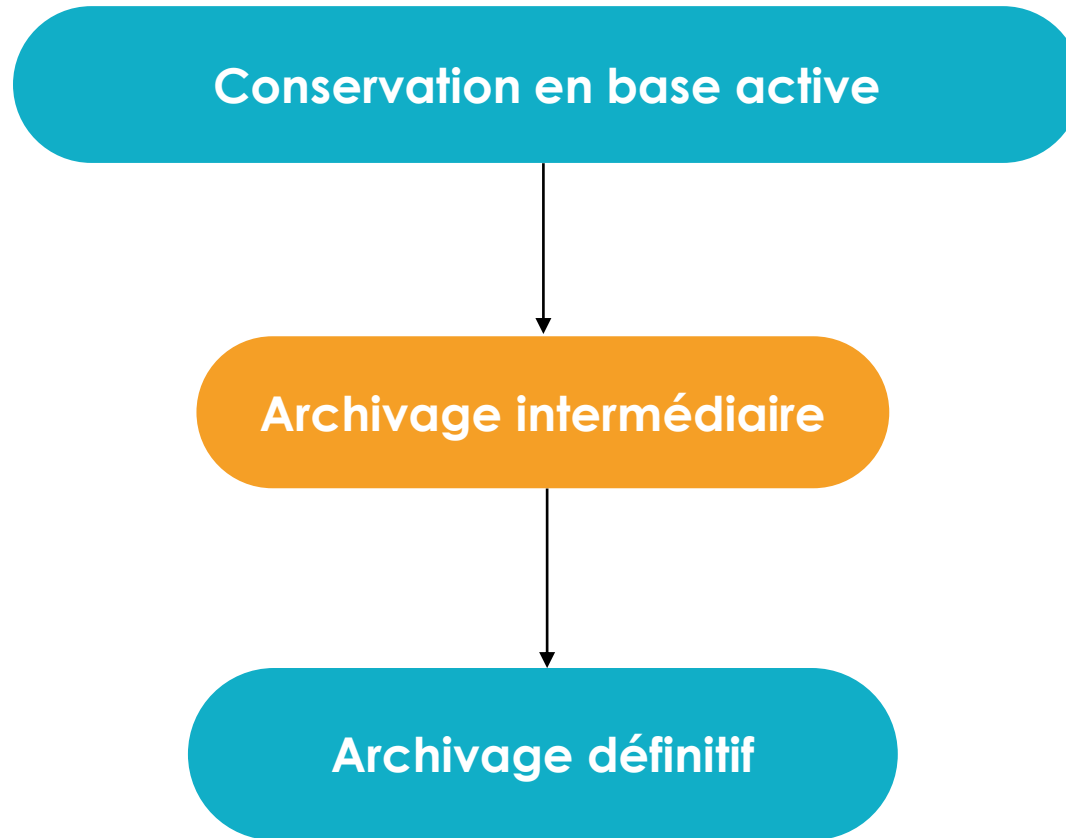 Conservation en base active
Archivage intermédiaire
Archivage définitif